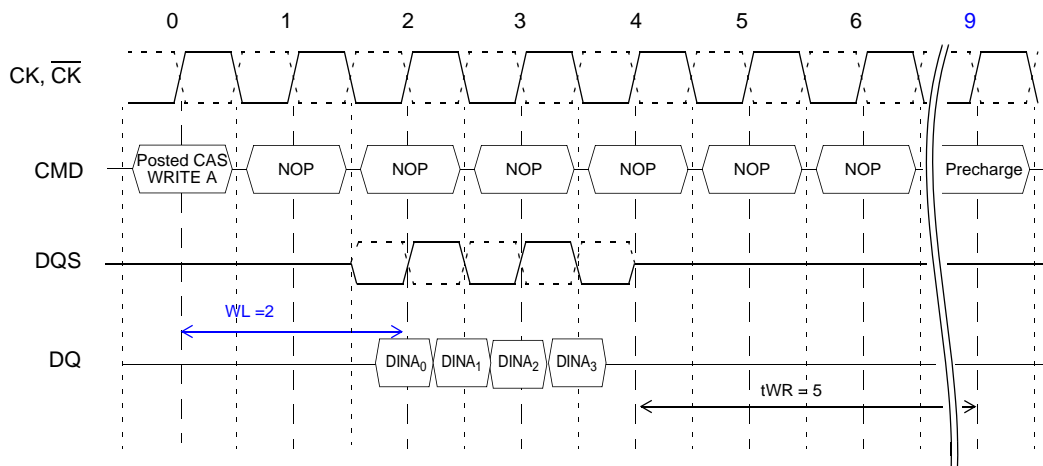 0 1 2 3 4 5 6 9
CK, CK
CMD
Posted CAS
WRITE A
NOP NOP NOP NOP NOP NOP Precharge
DQS
WL =2
DQ
DINA0 DINA1 DINA2 DINA3
tWR = 5